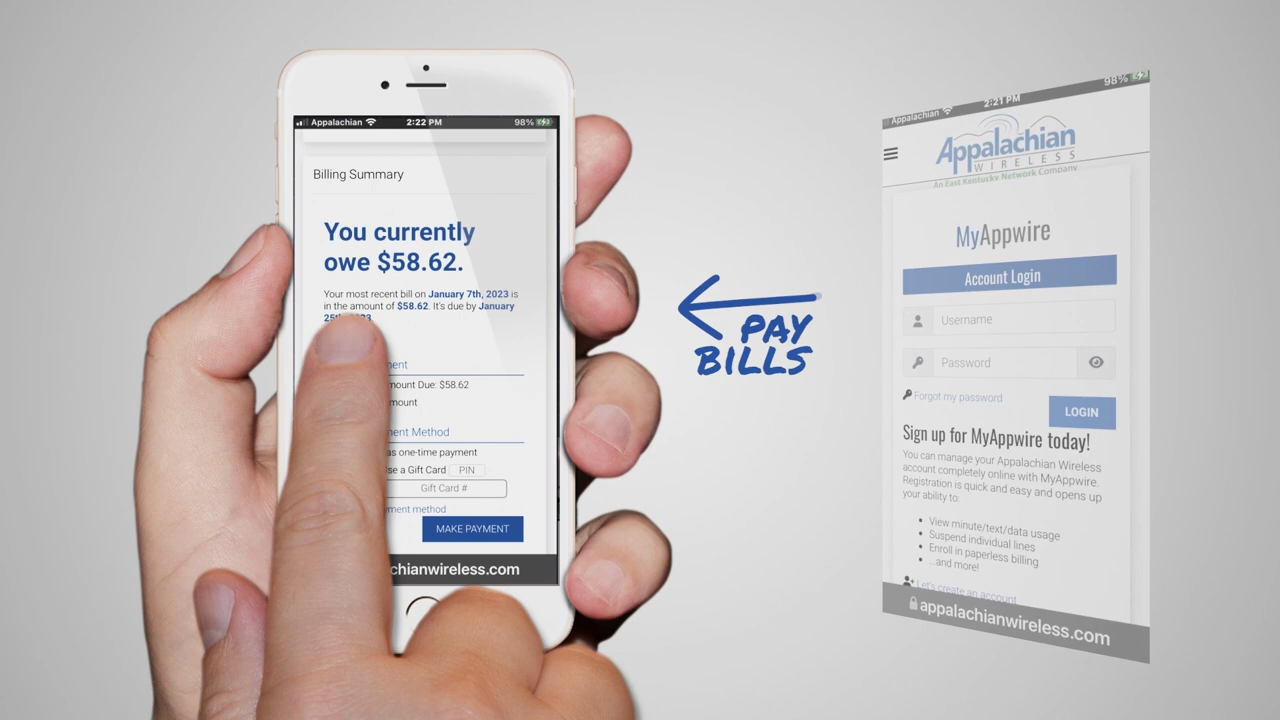 Appalachian 2:22 PM 98%
Billing Summary
You currently
owe $58.62.
Your most recent bill on January 7th, 2023 is
in the amount of $58.62. It's due by January
mount Due: $58.62
mount
Method
as one-time payment
a Gift Card PIN
Gift Card #
method
MAKE PAYMENT
chianwireless.com
PAY
BILLS
Appalachian 2:21 PM 98%
Appalachian
WIRELESS
An East Kentucky Network Company
MyAppwire
Account Login
Username
Password
Forgot my password
LOGIN
Sign up for MyAppwire today!
You can manage your Appalachian Wireless
account completely online with MyAppwire.
Registration is quick and easy and opens up
your ability to:
• View minute/text/data usage
• Suspend individual lines
• Enroll in paperless billing
• ...and more!
Let's create an account
appalachianwireless.com